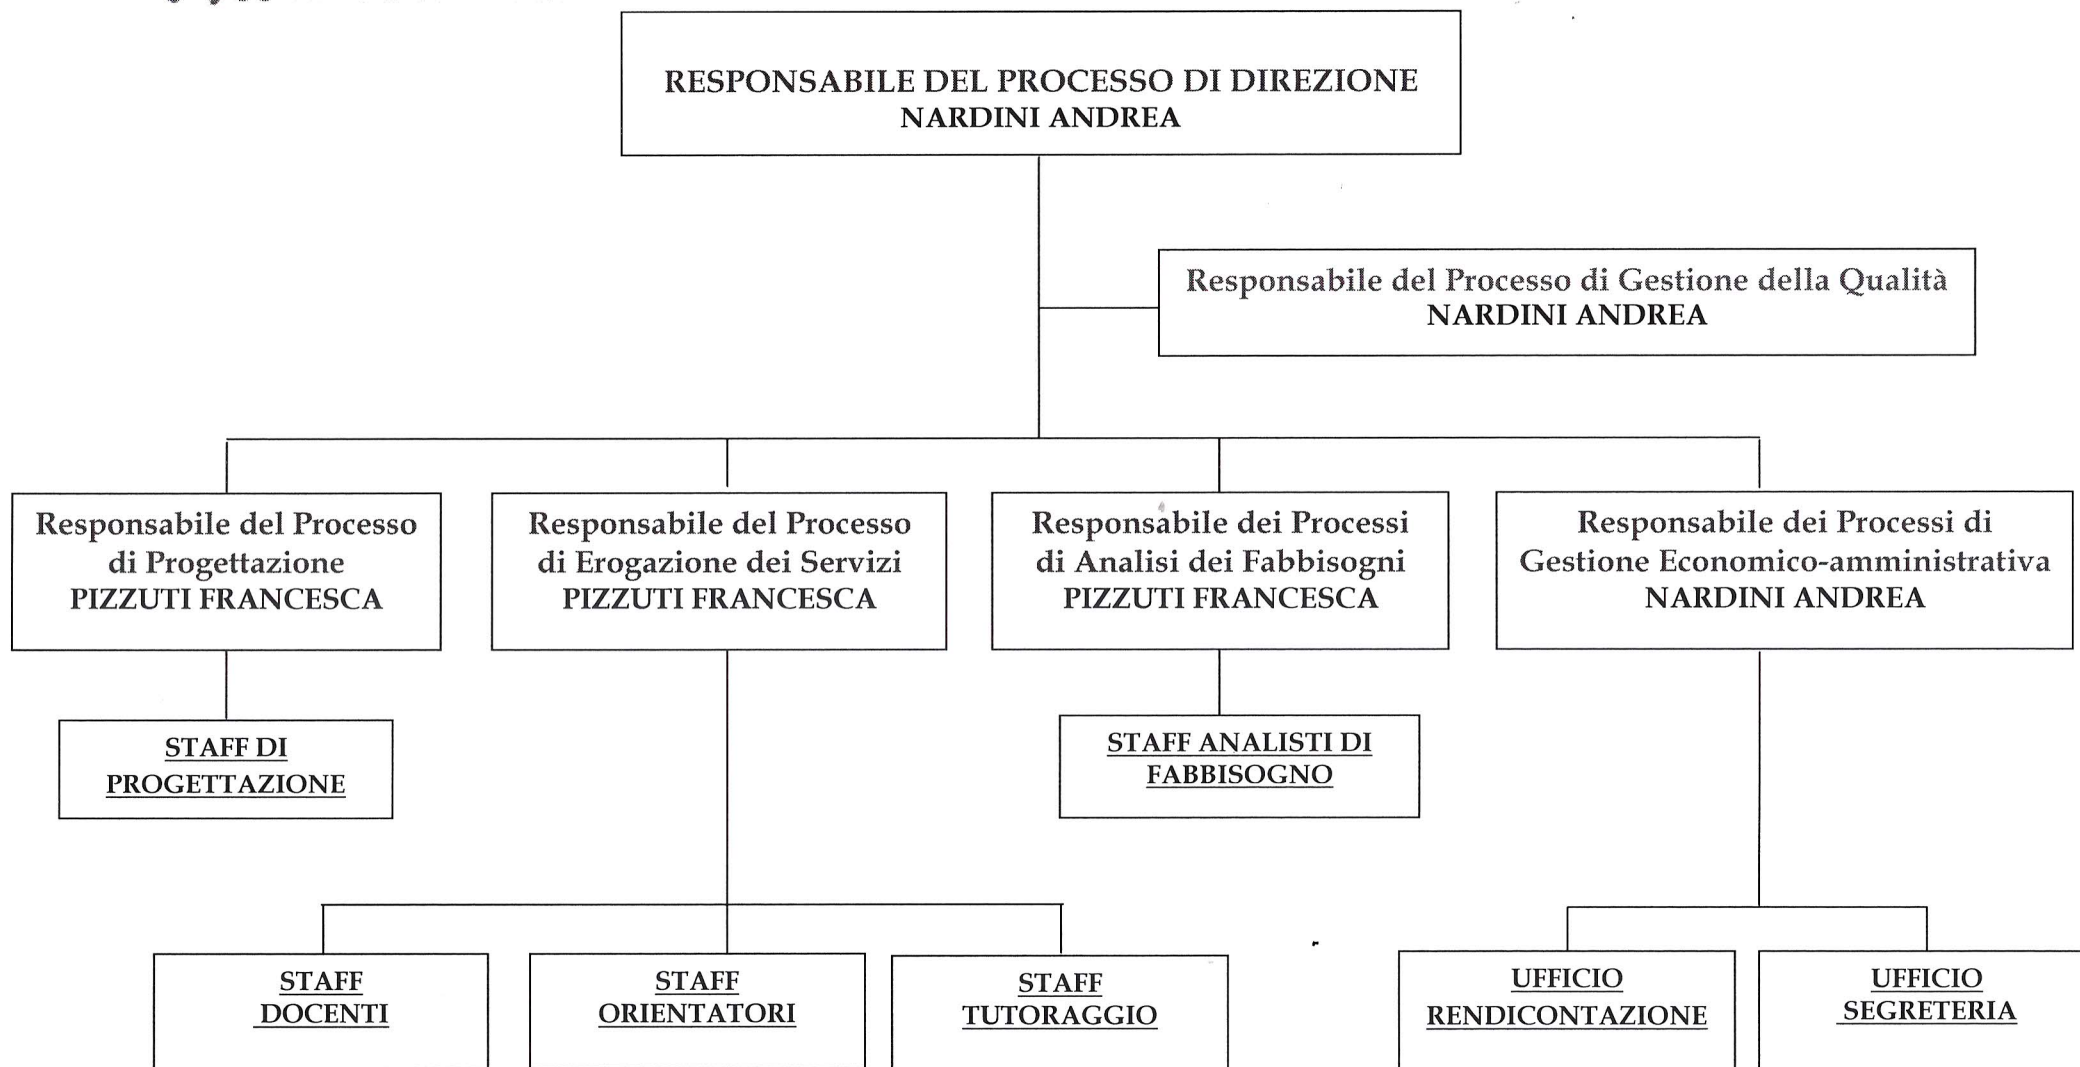 RESPONSABILE DEL PROCESSO DI DIREZIONE
NARDINI ANDREA
Responsabile del Processo di Gestione della Qualità
NARDINI ANDREA
Responsabile del Processo
di Progettazione
PIZZUTI FRANCESCA
Responsabile del Processo
di Erogazione dei Servizi
PIZZUTI FRANCESCA
Responsabile dei Processi
di Analisi dei Fabbisogni
PIZZUTI FRANCESCA
Responsabile dei Processi di
Gestione Economico-amministrativa
NARDINI ANDREA
STAFF DI
PROGETTAZIONE
STAFF ANALISTI DI
FABBISOGNO
STAFF
DOCENTI
STAFF
ORIENTATORI
STAFF
TUTORAGGIO
UFFICIO
RENDICONTAZIONE
UFFICIO
SEGRETERIA